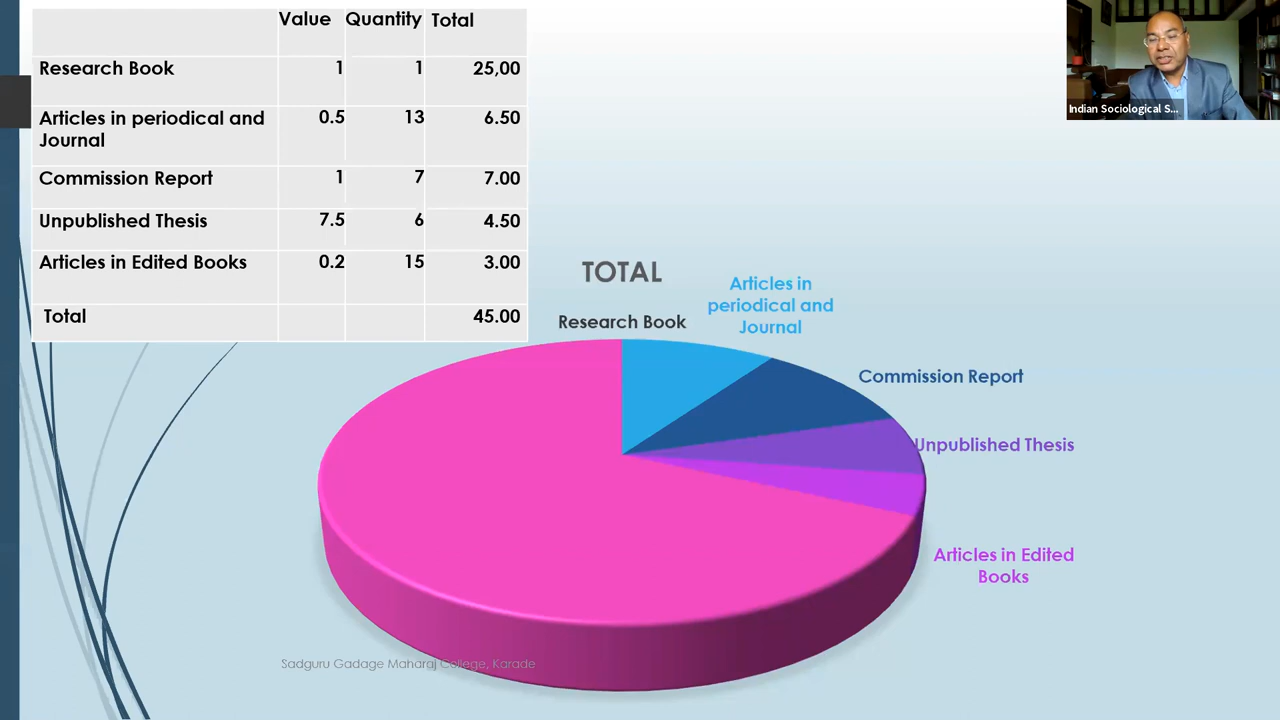 Value Quantity Total
Research Book 1 1 25,00
Articles in periodical and 0.5 13 6.50
Journal
Commission Report 1 7 7.00
Unpublished Thesis 7.5 6 4.50
Articles in Edited Books 0.2 15 3.00
Total 45.00
Indian Sociological S...
TOTAL
Research Book
Articles in
periodical and
Journal
Commission Report
Unpublished Thesis
Articles in Edited
Books
Sadguru Gadage Maharaj College, Karade